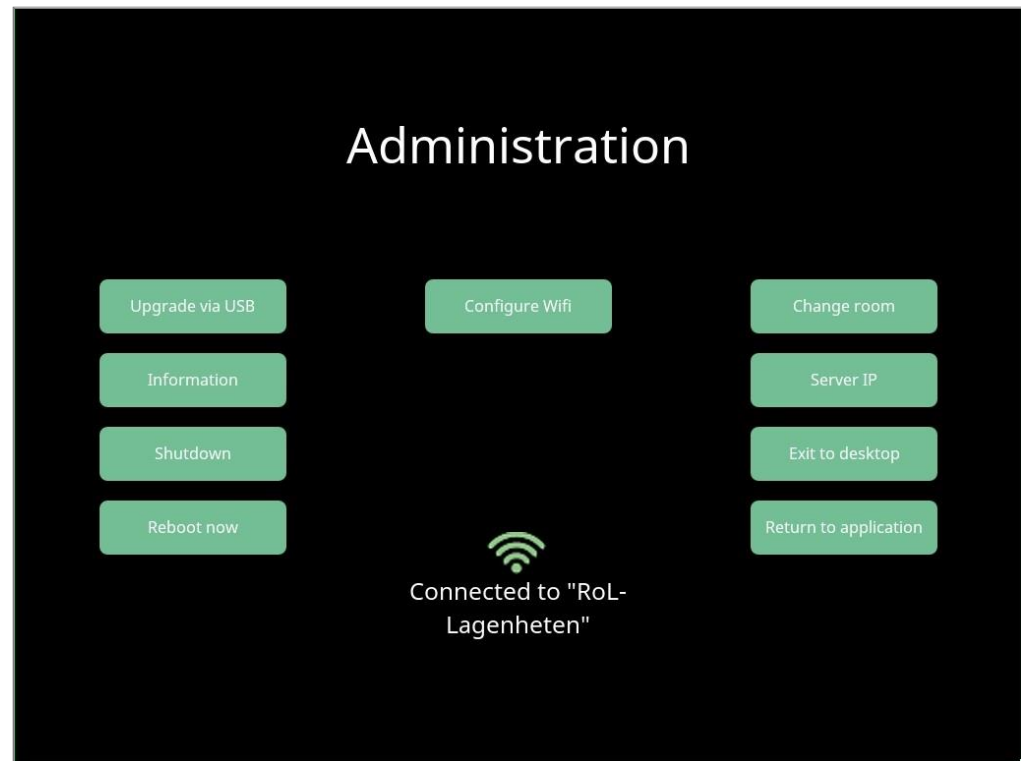 Administration
Upgrade via USB
Configure Wifi
Change room
Information
Server IP
Shutdown
Exit to desktop
Reboot now
Return to application
Connected to "RoL-
Lagenheten"